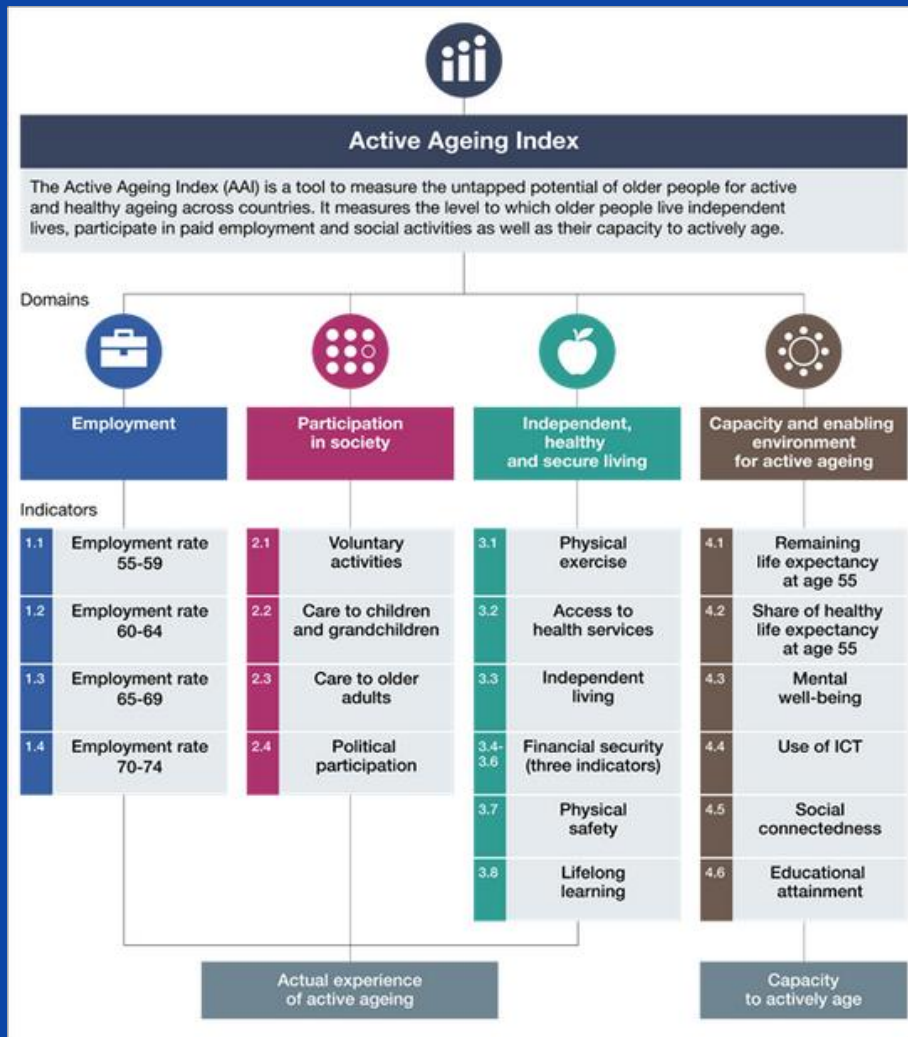 Active Ageing Index
The Active Ageing Index (AAI) is a tool to measure the untapped potential of older people for active
and healthy ageing across countries. It measures the level to which older people live independent
lives, participate in paid employment and social activities as well as their capacity to actively age.
Domains
Employment
Participation
in society
Independent,
healthy
and secure living
Capacity and enabling
environment
for active ageing
Indicators
1.1 Employment rate
55-59
1.2 Employment rate
60-64
1.3 Employment rate
65-69
1.4 Employment rate
70-74
2.1 Voluntary
activities
2.2 Care to children
and grandchildren
2.3 Care to older
adults
2.4 Political
participation
3.1 Physical
exercise
3.2 Access to
health services
3.3 Independent
living
3.4- Financial security
3.6 (three indicators)
3.7 Physical
safety
3.8 Lifelong
learning
4.1 Remaining
life expectancy
at age 55
4.2 Share of healthy
life expectancy
at age 55
4.3 Mental
well-being
4.4 Use of ICT
4.5 Social
connectedness
4.6 Educational
attainment
Actual experience
of active ageing
Capacity
to actively age